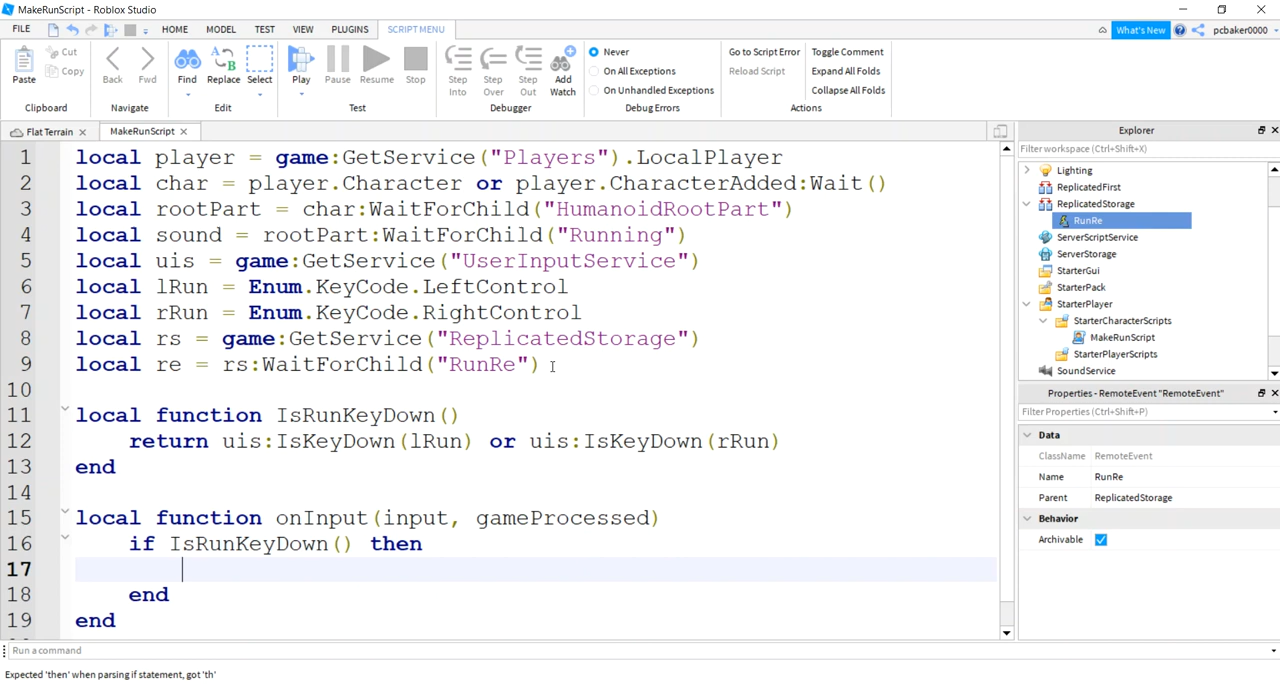 MakeRunScript - Roblox Studio
FILE HOME MODEL TEST VIEW PLUGINS SCRIPT MENU What's New pcbaker0000
Paste Cut Copy Back Fwd Find Replace Select Play Pause Resume Stop Step Into Step Over Step Out Add Watch
Never
On All Exceptions
On Unhandled Exceptions
Go to Script Error
Reload Script
Toggle Comment
Expand All Folds
Collapse All Folds
Clipboard Navigate Edit Test Debugger Debug Errors Actions
Flat Terrain MakeRunScript
1 local player = game:GetService("Players").LocalPlayer
2 local char = player.Character or player.CharacterAdded:Wait()
3 local rootPart = char:WaitForChild("HumanoidRootPart")
4 local sound = rootPart:WaitForChild("Running")
5 local uis = game:GetService("UserInputService")
6 local lRun = Enum.KeyCode.LeftControl
7 local rRun = Enum.KeyCode.RightControl
8 local rs = game:GetService("ReplicatedStorage")
9 local re = rs:WaitForChild("RunRe")
10
11 local function IsRunKeyDown()
12 return uis:IsKeyDown(lRun) or uis:IsKeyDown(rRun)
13 end
14
15 local function onInput(input, gameProcessed)
16 if IsRunKeyDown() then
17
18 end
19 end
Explorer
Filter workspace (Ctrl+Shift+X)
Lighting
ReplicatedFirst
ReplicatedStorage
RunRe
ServerScriptService
ServerStorage
StarterGui
StarterPack
StarterPlayer
StarterCharacterScripts
MakeRunScript
StarterPlayerScripts
SoundService
Properties - RemoteEvent "RemoteEvent"
Filter Properties (Ctrl+Shift+P)
Data
ClassName RemoteEvent
Name RunRe
Parent ReplicatedStorage
Behavior
Archivable
Run a command
Expected 'then' when parsing if statement, got 'th'